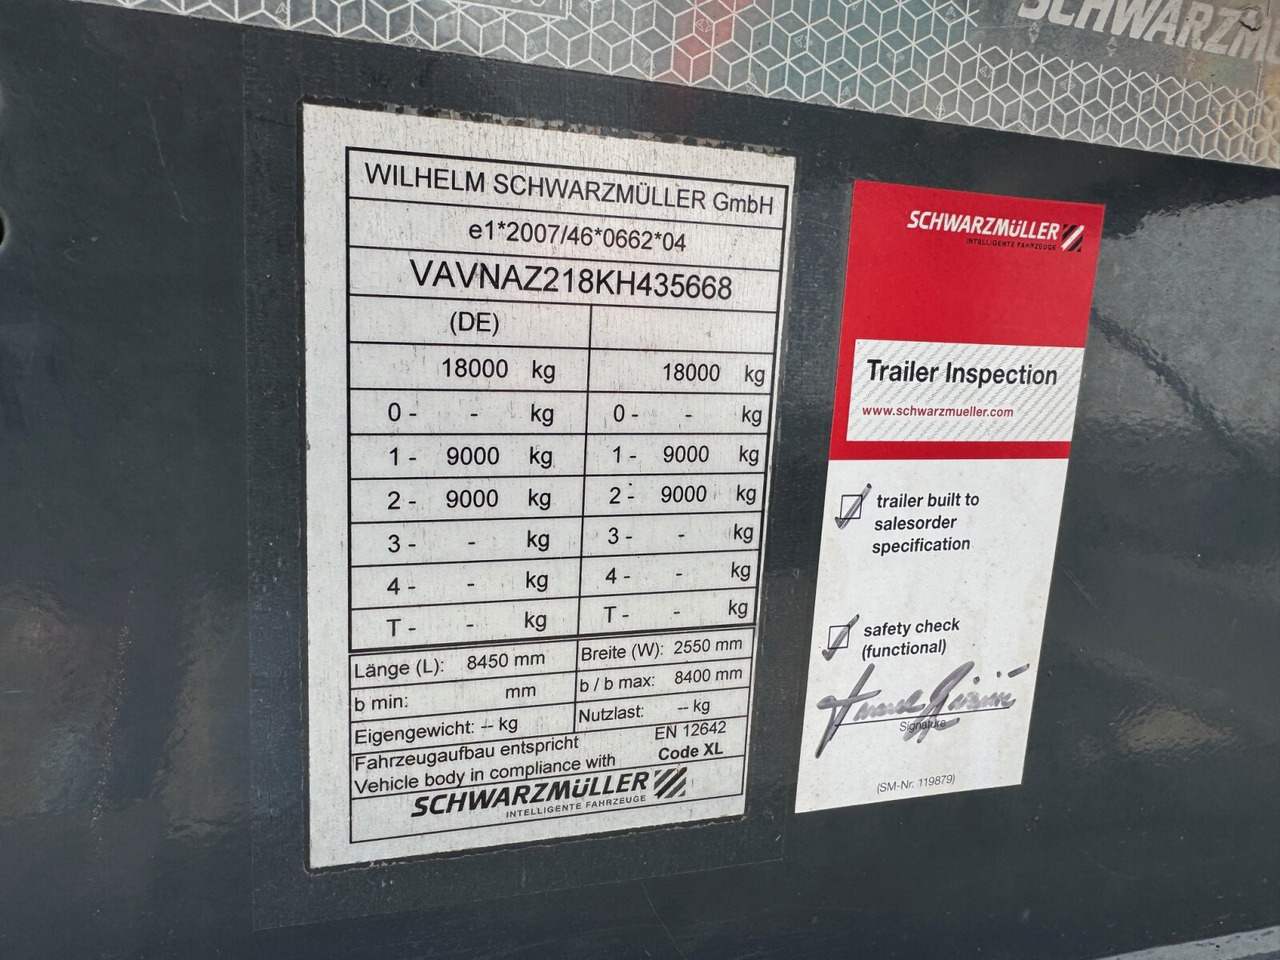 SCHWARZM
WILHELM SCHWARZMÜLLER GmbH
e1*2007/46*0662*04
VAVNAZ218KH435668
(DE)
18000 kg 18000 kg
0 - - kg 0 - - kg
1 - 9000 kg 1 - 9000 kg
2 - 9000 kg 2 - 9000 kg
3 - - kg 3 - - kg
4 - - kg 4 - - kg
T - - kg T - - kg
Länge (L): 8450 mm Breite (W): 2550 mm
b min: mm b / b max: 8400 mm
Eigengewicht: -- kg Nutzlast: -- kg
Fahrzeugaufbau entspricht EN 12642
Vehicle body in compliance with Code XL
SCHWARZMÜLLER
INTELLIGENTE FAHRZEUGE
SCHWARZMÜLLER
INTELLIGENTE FAHRZEUGE
Trailer Inspection
www.schwarzmueller.com
trailer built to
salesorder
specification
safety check
(functional)
Signature
(SM-Nr. 119879)